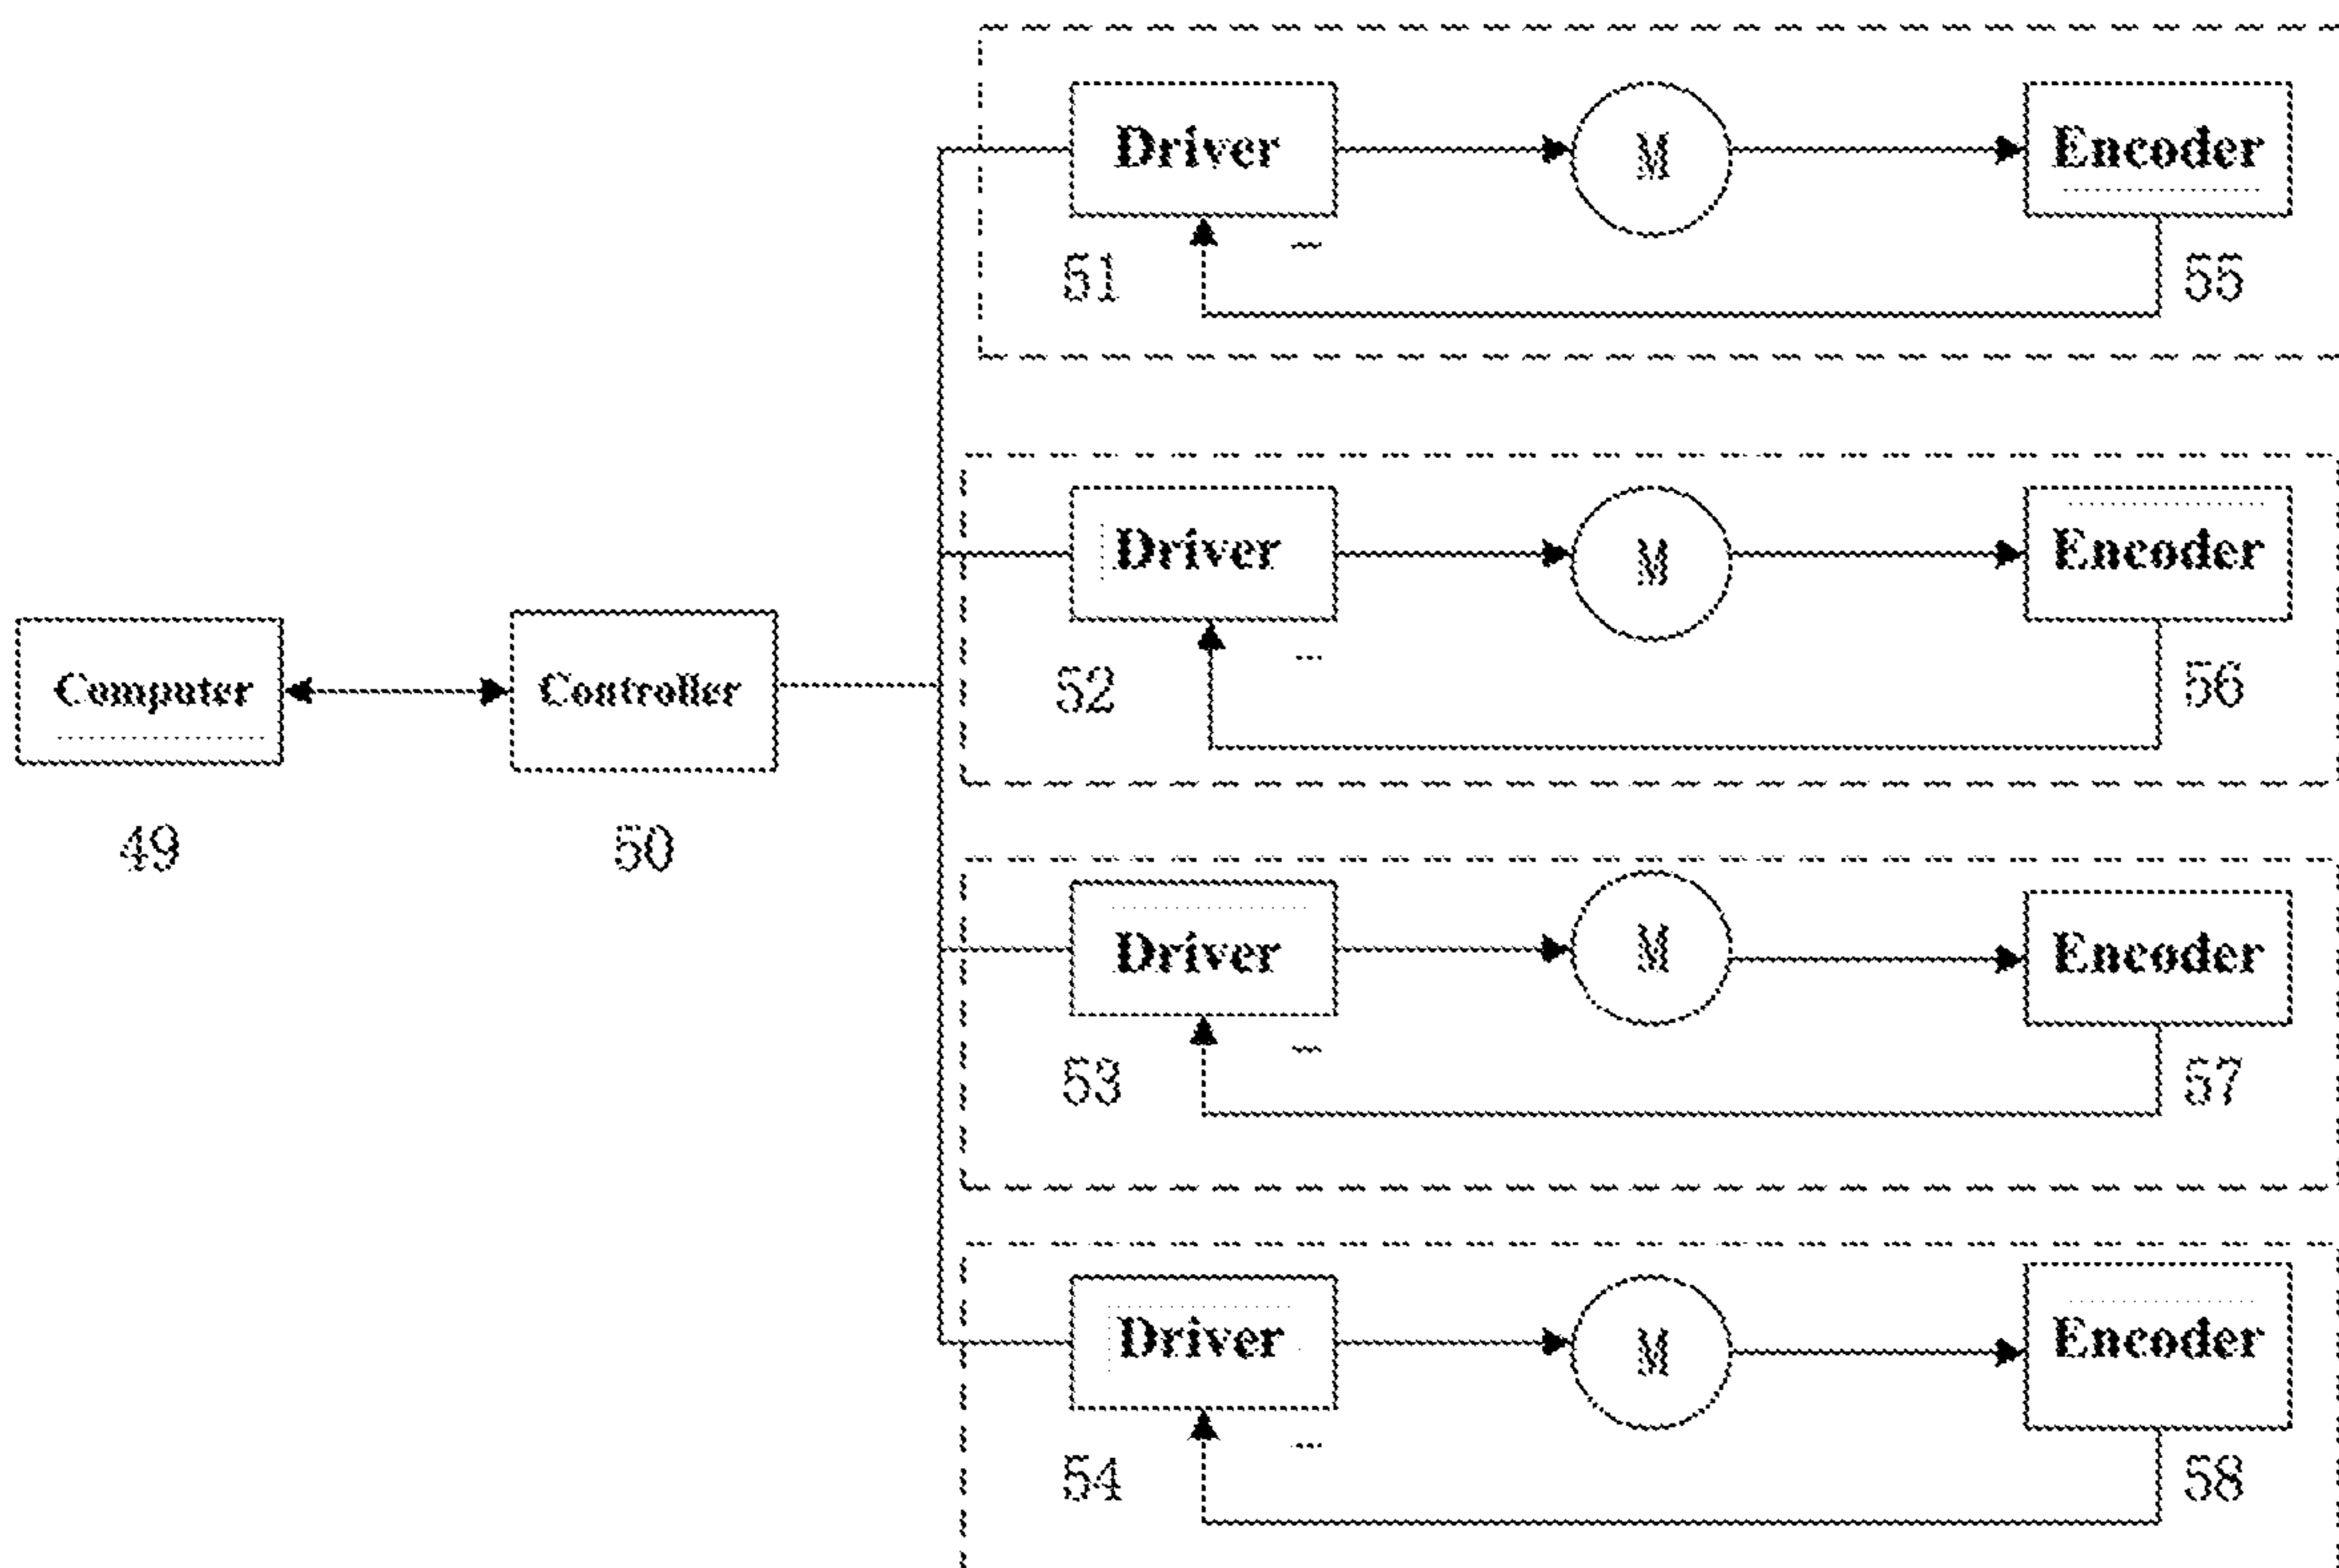 Driver
M
Encoder
51
55
Driver
M
Encoder
52
56
Computer
Controller
49
50
Driver
M
Encoder
53
57
Driver
M
Encoder
54
58